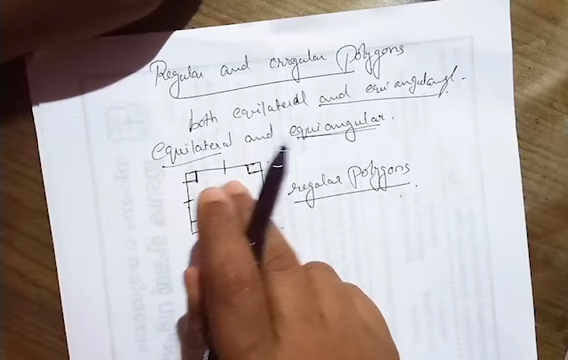 Regular and irregular Polygons
both equilateral and equiangular
equilateral and equiangular.
regular Polygons